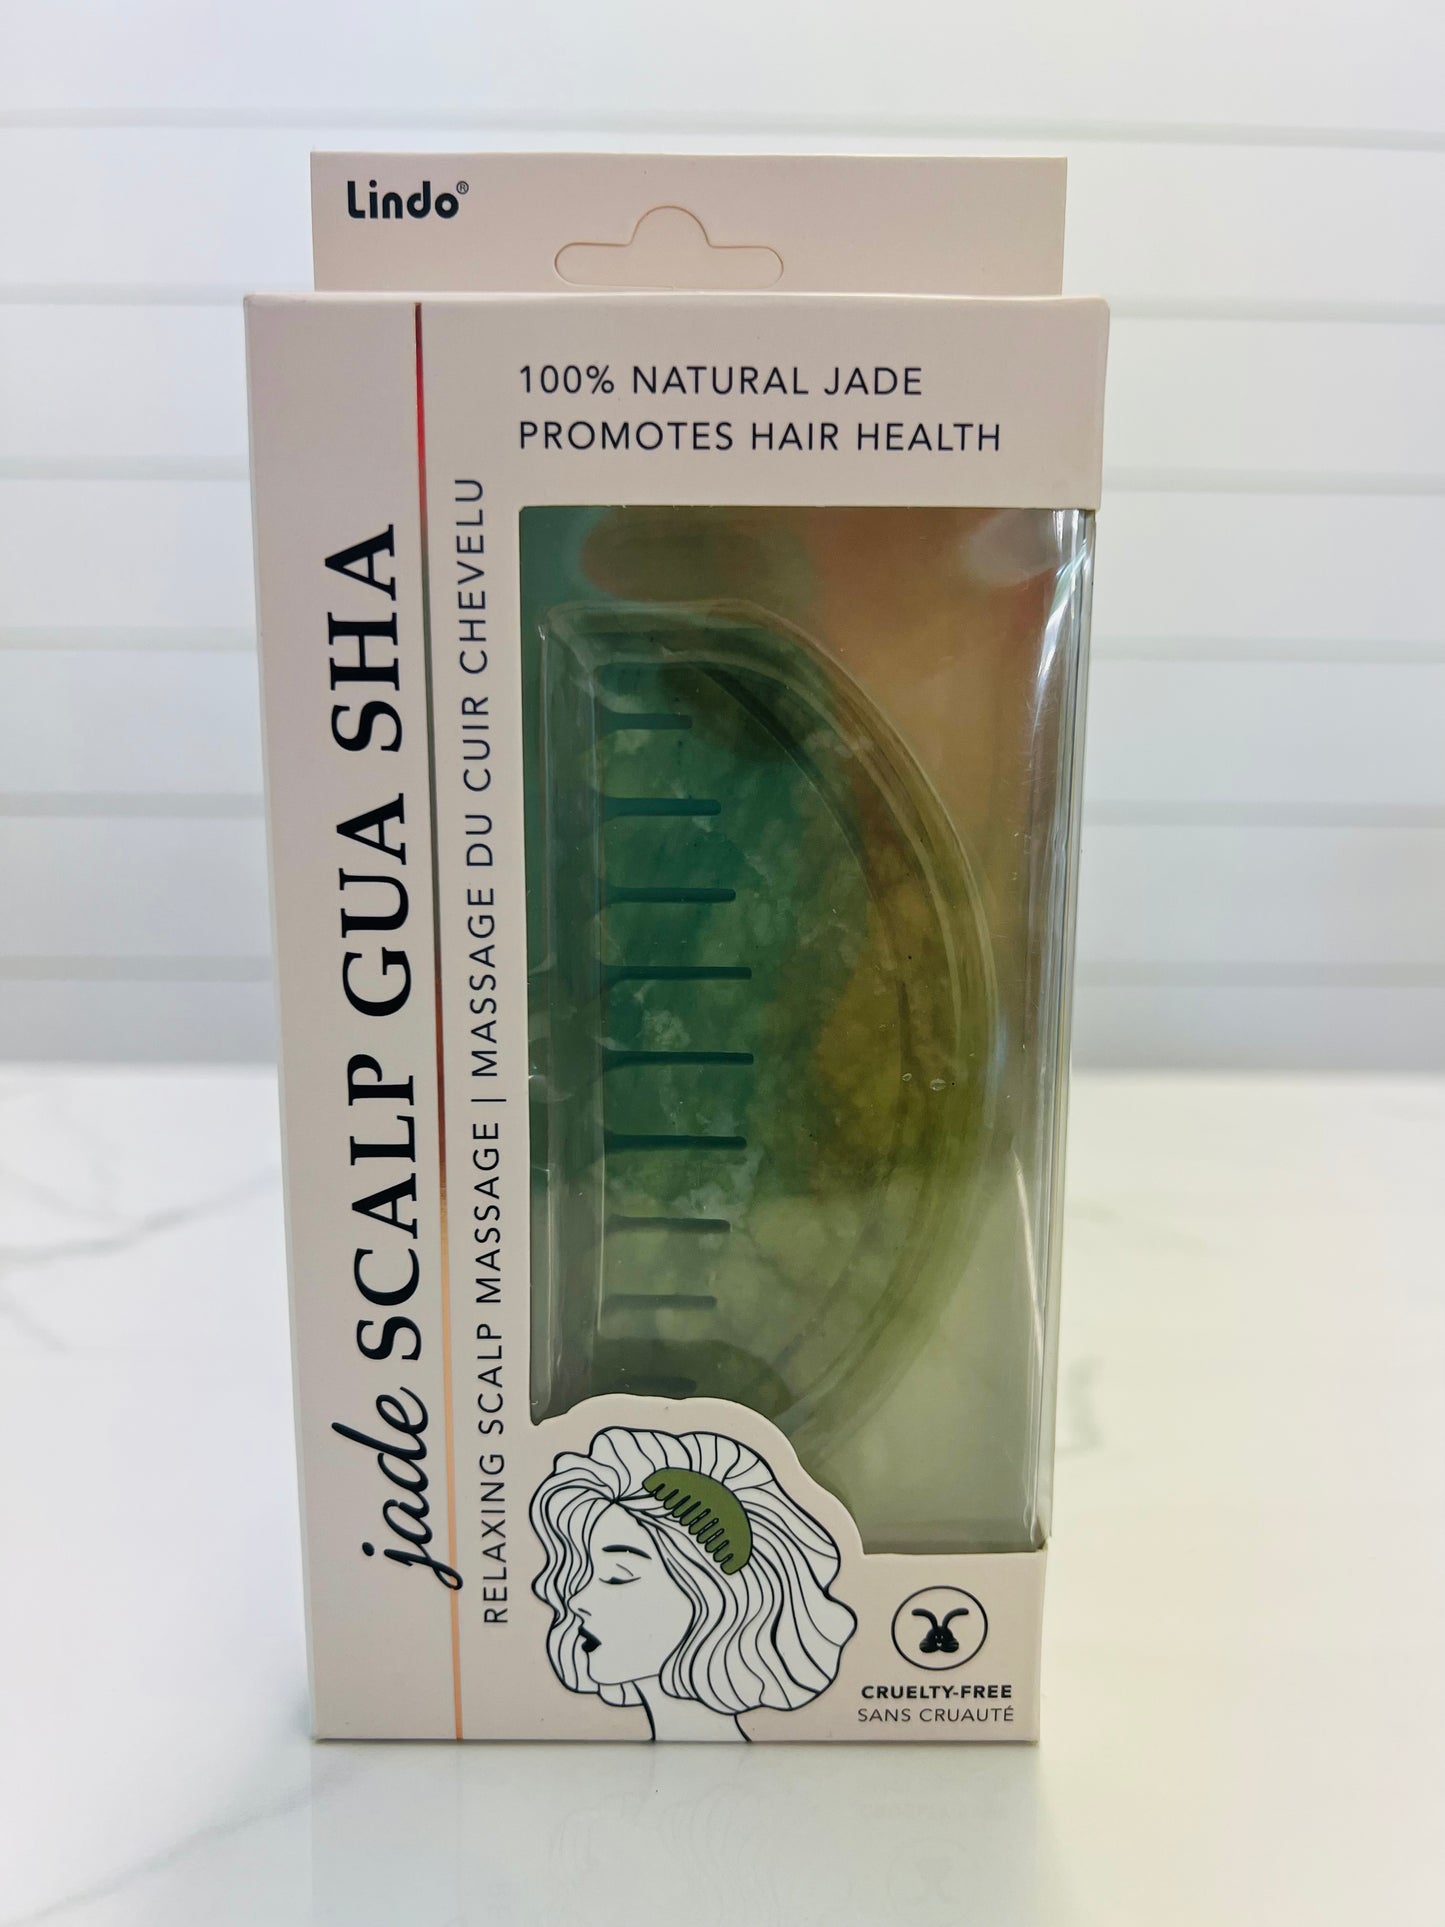 Lindo®
100% NATURAL JADE
PROMOTES HAIR HEALTH
jade SCALP GUA SHA
RELAXING SCALP MASSAGE | MASSAGE DU CUIR CHEVELU
CRUELTY-FREE
SANS CRUAUTÉ